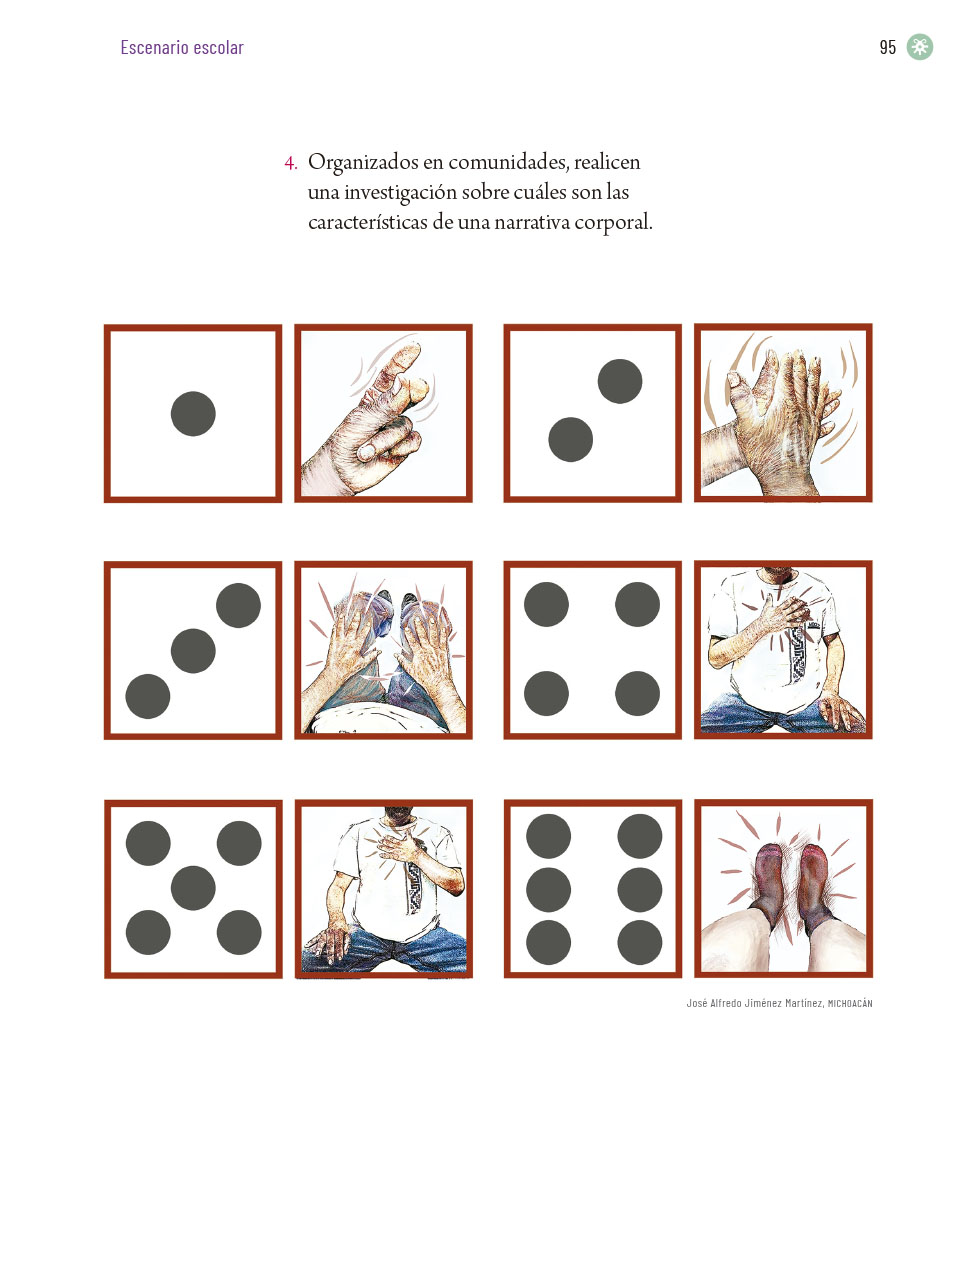 Escenario escolar
95
4. Organizados en comunidades, realicen
una investigación sobre cuáles son las
características de una narrativa corporal.
José Alfredo Jiménez Martínez, MICHOACÁN